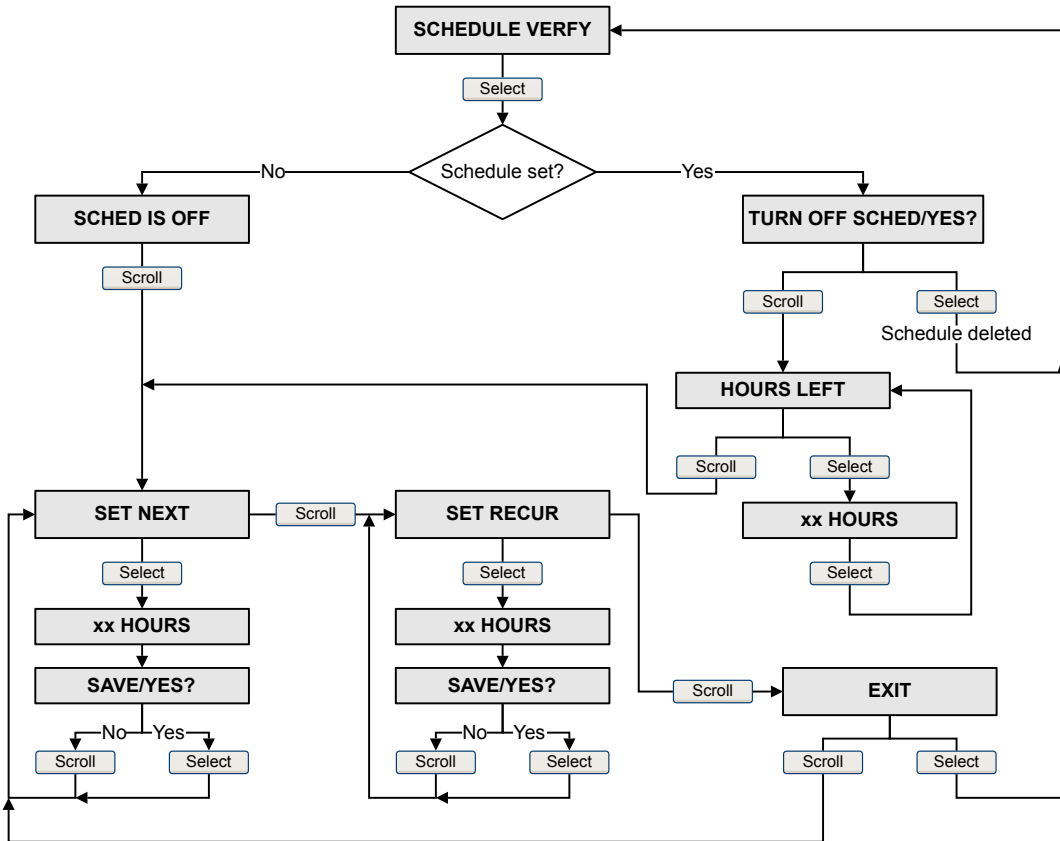 SCHEDULE VERFY
Select
Schedule set?
No
Yes
SCHED IS OFF
TURN OFF SCHED/YES?
Scroll
Scroll
Select
Schedule deleted
HOURS LEFT
Scroll
Select
SET NEXT
Scroll
SET RECUR
xx HOURS
Select
Select
Select
xx HOURS
xx HOURS
SAVE/YES?
SAVE/YES?
Scroll
EXIT
No
Yes
No
Yes
Scroll
Select
Scroll
Select
Scroll
Select